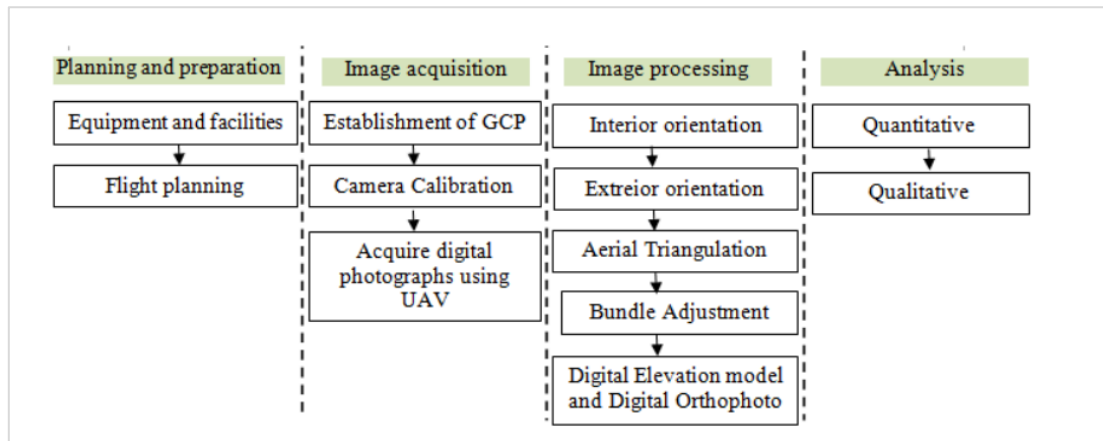 Planning and preparation
Equipment and facilities
Flight planning
Image acquisition
Establishment of GCP
Camera Calibration
Acquire digital
photographs using
UAV
Image processing
Interior orientation
Extreior orientation
Aerial Triangulation
Bundle Adjustment
Digital Elevation model
and Digital Orthophoto
Analysis
Quantitative
Qualitative